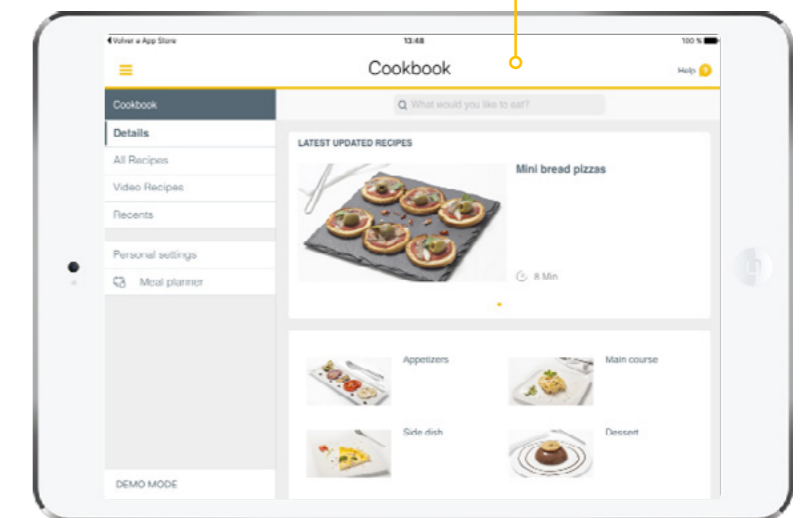 Volver a App Store 13:48 100 %
Cookbook
Help
Cookbook
What would you like to eat?
Details
All Recipes
Video Recipes
Recents
Personal settings
Meal planner
DEMO MODE
LATEST UPDATED RECIPES
Mini bread pizzas
8 Min
Appetizers
Main course
Side dish
Dessert